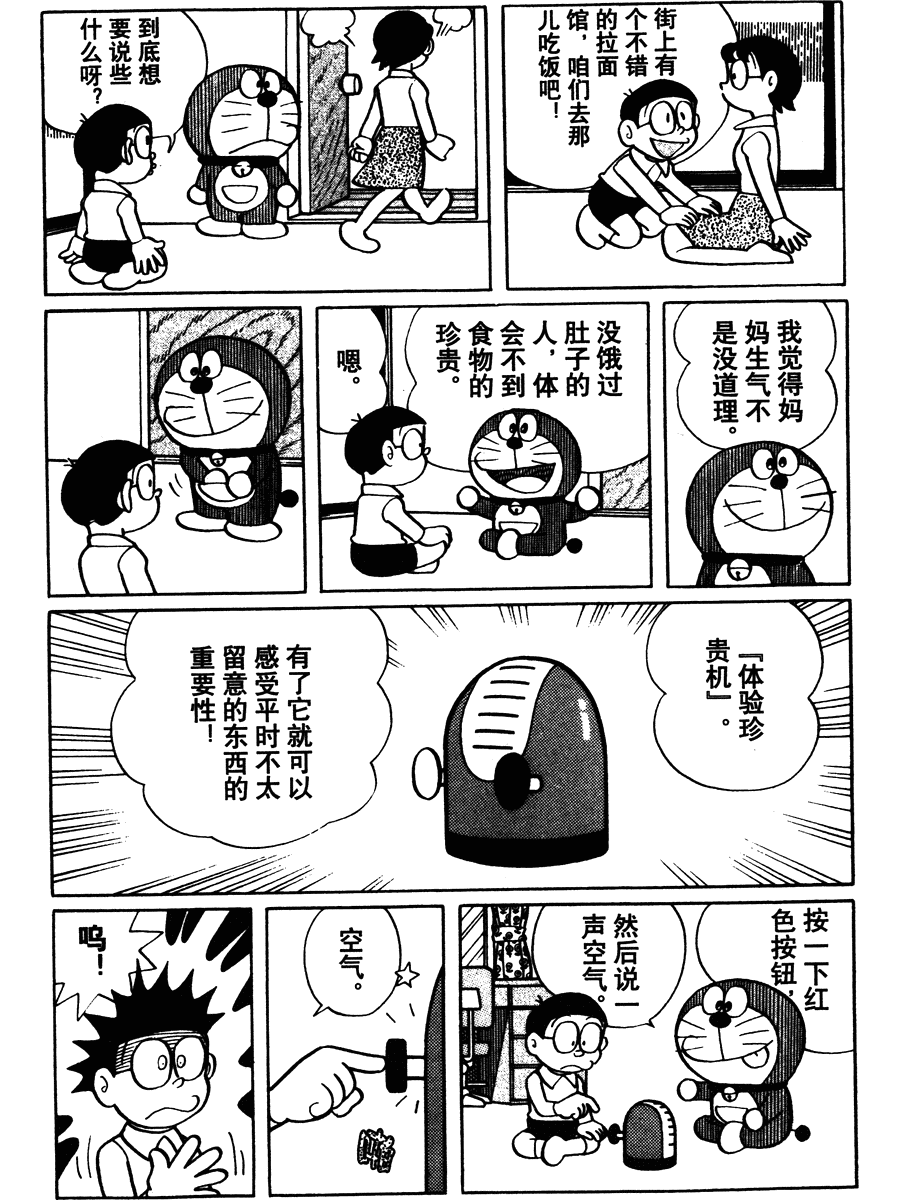 街上有
个不错
的拉面
馆，咱们去那
儿吃饭吧！
到底想
要说些
什么呀？
我觉得妈
妈生气不
是没道理。
没饿过
肚子的
人，体
会不到
食物的
珍贵。
嗯。
『体验珍
贵机』。
有了它就可以
感受平时不太
留意的东西的
重要性！
按一下红
色按钮，
然后说一
声空气。
空气。
呜！